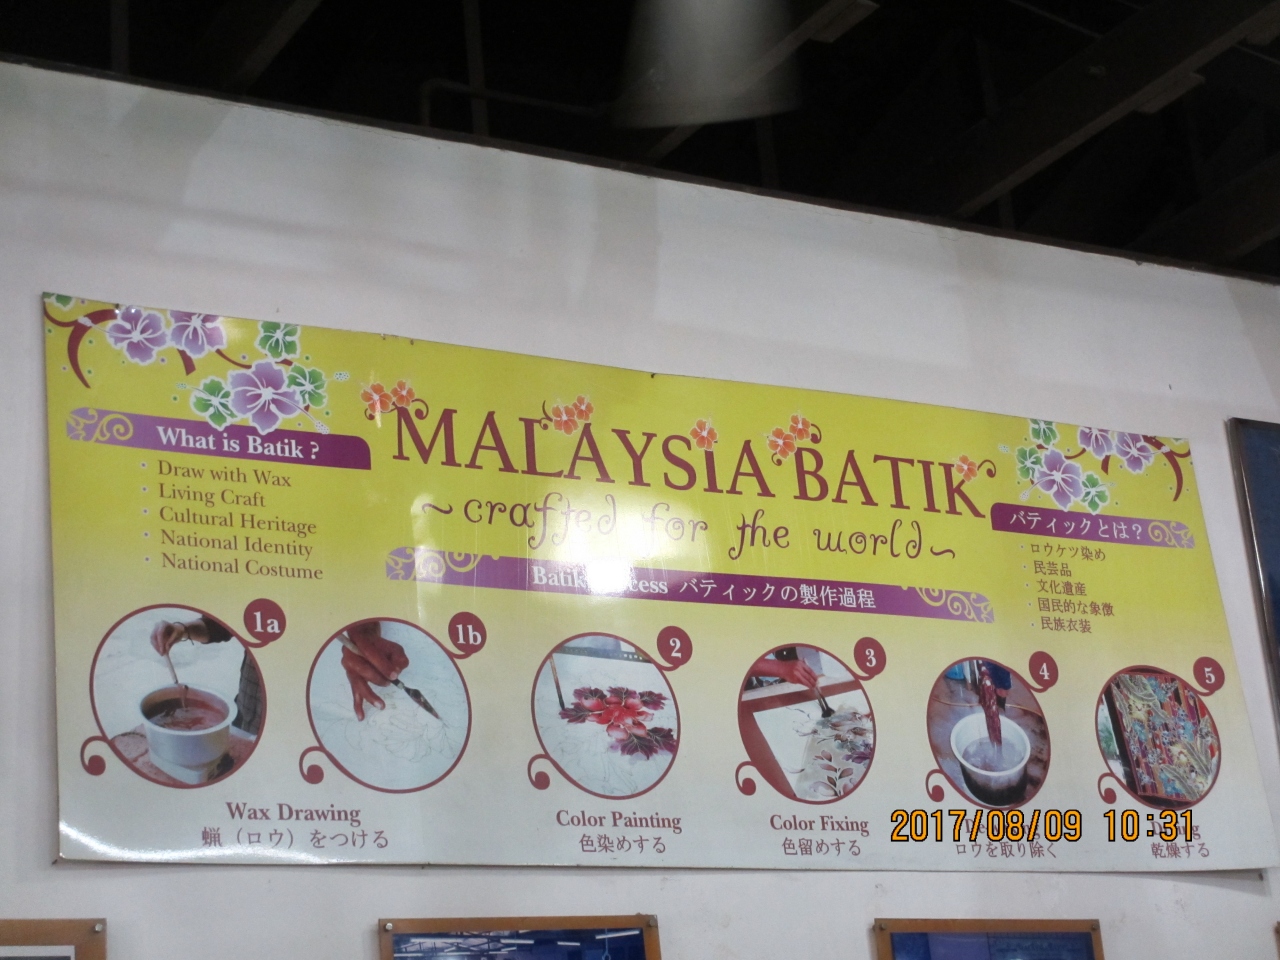 MALAYSIA BATIK
~crafted for the world~
What is Batik ?
· Draw with Wax
· Living Craft
· Cultural Heritage
· National Identity
· National Costume
バティックとは？
· ロウケツ染め
· 民芸品
· 文化遺産
· 国民的な象徴
· 民族衣装
Batik バティックの製作過程
1a
1b
2
3
4
5
Wax Drawing
蝋（ロウ）をつける
Color Painting
色染めする
Color Fixing
色留めする
ロウを取り除く
乾燥する
2017/08/09 10:31